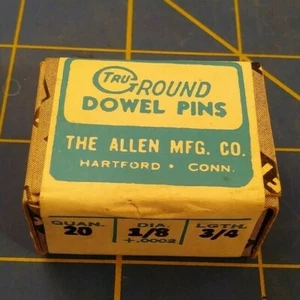 TRU GROUND
DOWEL PINS
THE ALLEN MFG. CO.
HARTFORD • CONN.
QUAN. DIA. LGTH.
20 1/8 3/4
+.0002